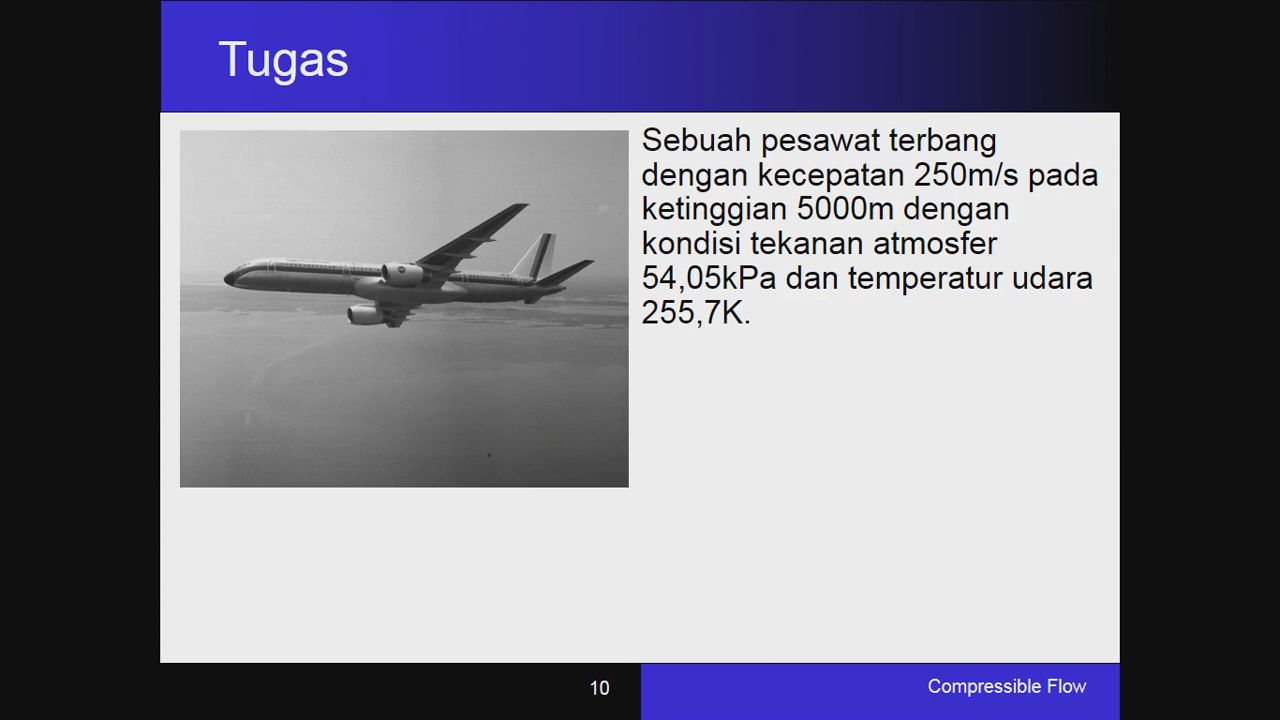 Tugas
Sebuah pesawat terbang
dengan kecepatan 250m/s pada
ketinggian 5000m dengan
kondisi tekanan atmosfer
54,05kPa dan temperatur udara
255,7K.
10
Compressible Flow